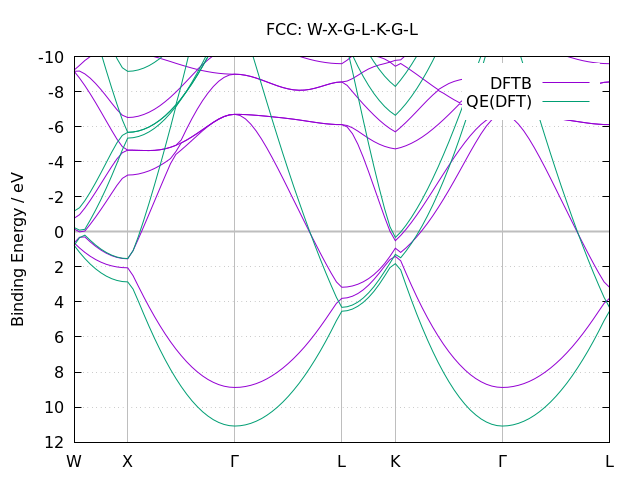 FCC: W-X-G-L-K-G-L
-10
-8
-6
-4
-2
0
2
4
6
8
10
12
Binding Energy / eV
DFTB
QE(DFT)
W X Γ L K Γ L